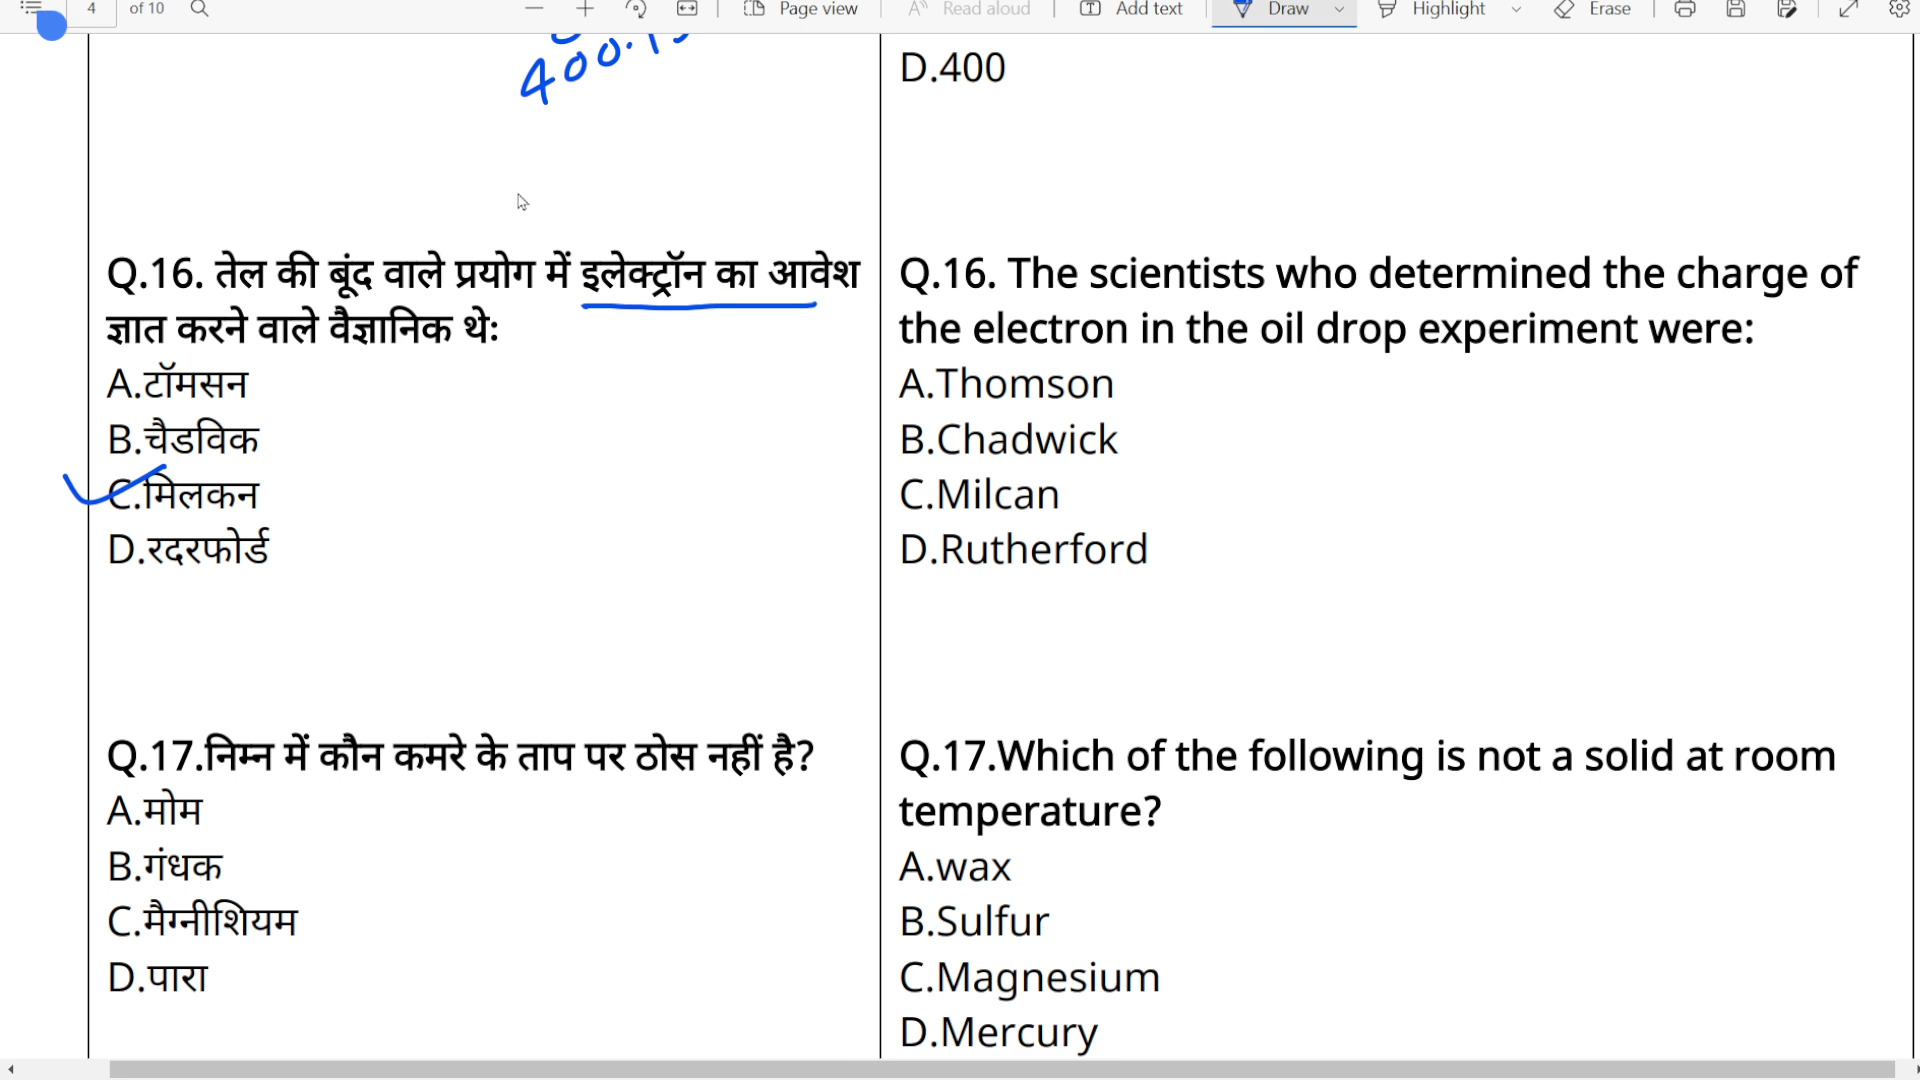 4 of 10 Page view Read aloud Add text Draw Highlight Erase
400.15
D.400
Q.16. तेल की बूंद वाले प्रयोग में इलेक्ट्रॉन का आवेश
ज्ञात करने वाले वैज्ञानिक थेः
A.टॉमसन
B.चैडविक
C.मिलकन
D.रदरफोर्ड
Q.16. The scientists who determined the charge of
the electron in the oil drop experiment were:
A.Thomson
B.Chadwick
C.Milcan
D.Rutherford
Q.17.निम्न में कौन कमरे के ताप पर ठोस नहीं है?
A.मोम
B.गंधक
C.मैग्नीशियम
D.पारा
Q.17.Which of the following is not a solid at room
temperature?
A.wax
B.Sulfur
C.Magnesium
D.Mercury